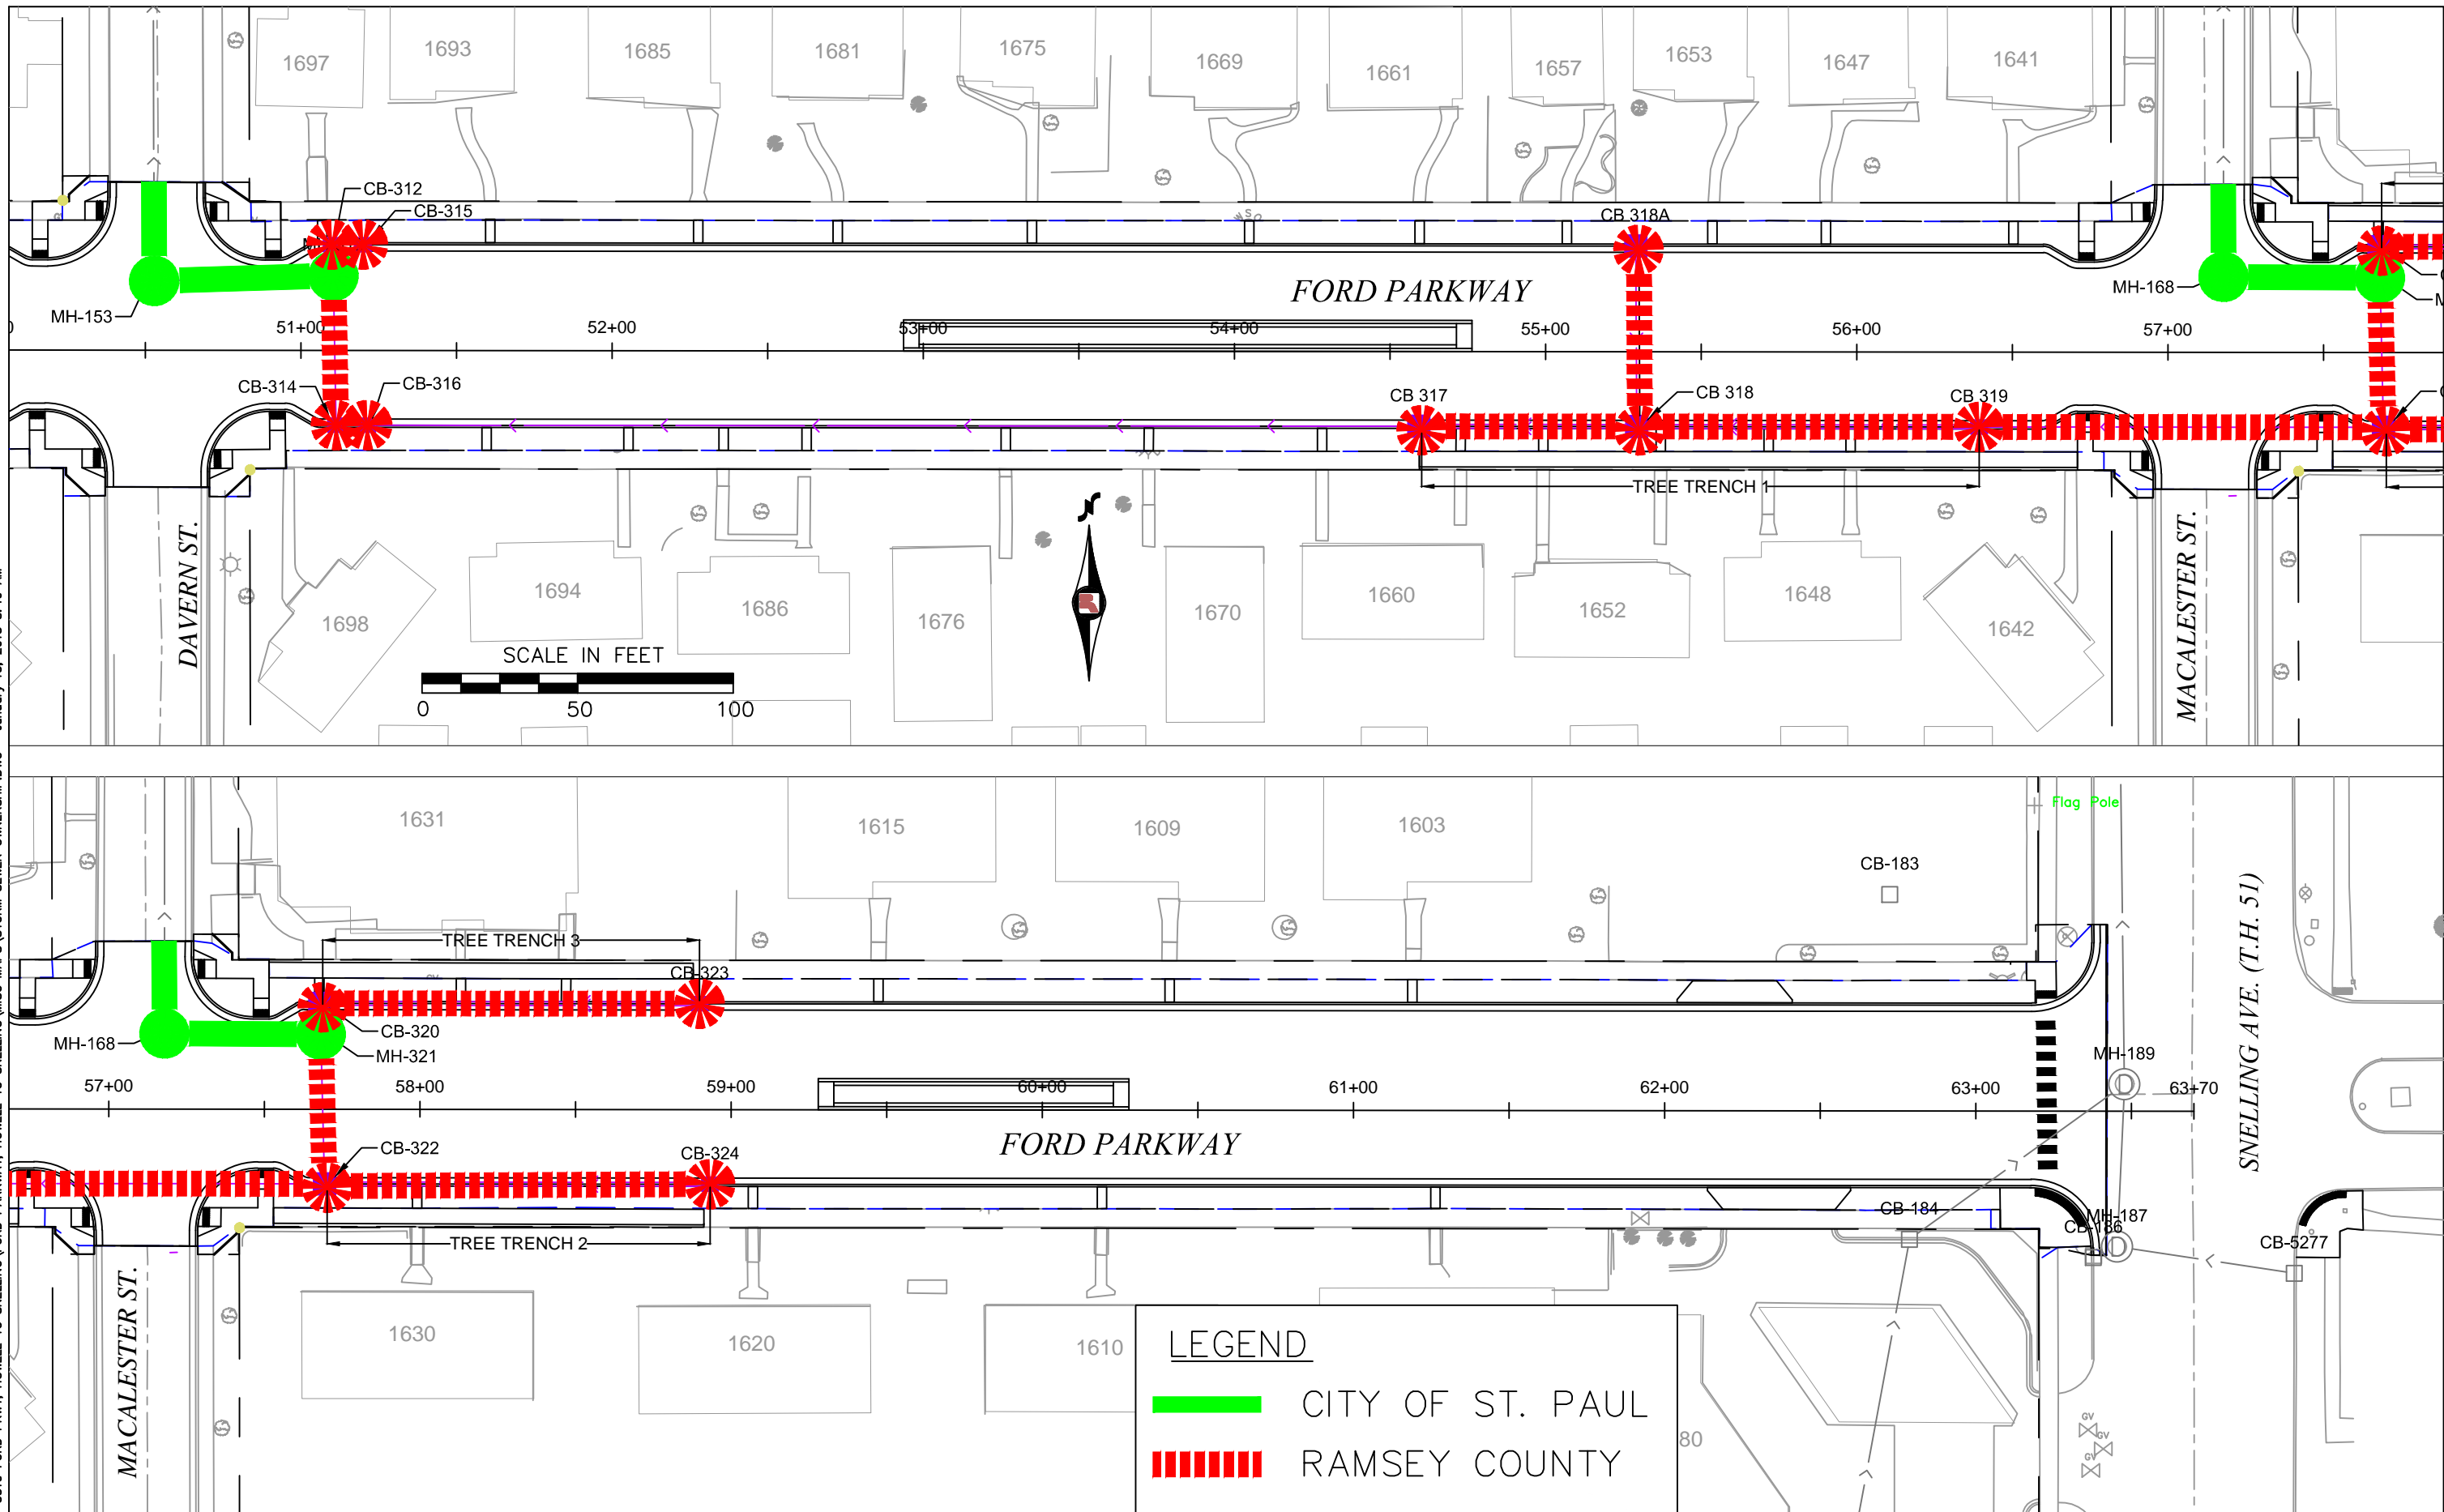 1697
1693
1685
1681
1675
1669
1661
1657
1653
1647
1641
CB-312
CB-315
CB 318A
FORD PARKWAY
MH-153
MH-168
51+00
52+00
53+00
54+00
55+00
56+00
57+00
CB-314
CB-316
CB 317
CB 318
CB 319
TREE TRENCH 1
DAVERN ST.
MACALESTER ST.
1698
1694
1686
1676
1670
1660
1652
1648
1642
SCALE IN FEET
0 50 100
1631
1615
1609
1603
Flag Pole
CB-183
SNELLING AVE. (T.H. 51)
TREE TRENCH 3
CB-323
CB-320
MH-168
MH-321
MH-189
57+00
58+00
59+00
60+00
61+00
62+00
63+00
63+70
FORD PARKWAY
CB-322
CB-324
CB-184
MH-187
CB-186
CB-5277
TREE TRENCH 2
MACALESTER ST.
1630
1620
1610
80
GV
GV
GV
LEGEND
CITY OF ST. PAUL
RAMSEY COUNTY